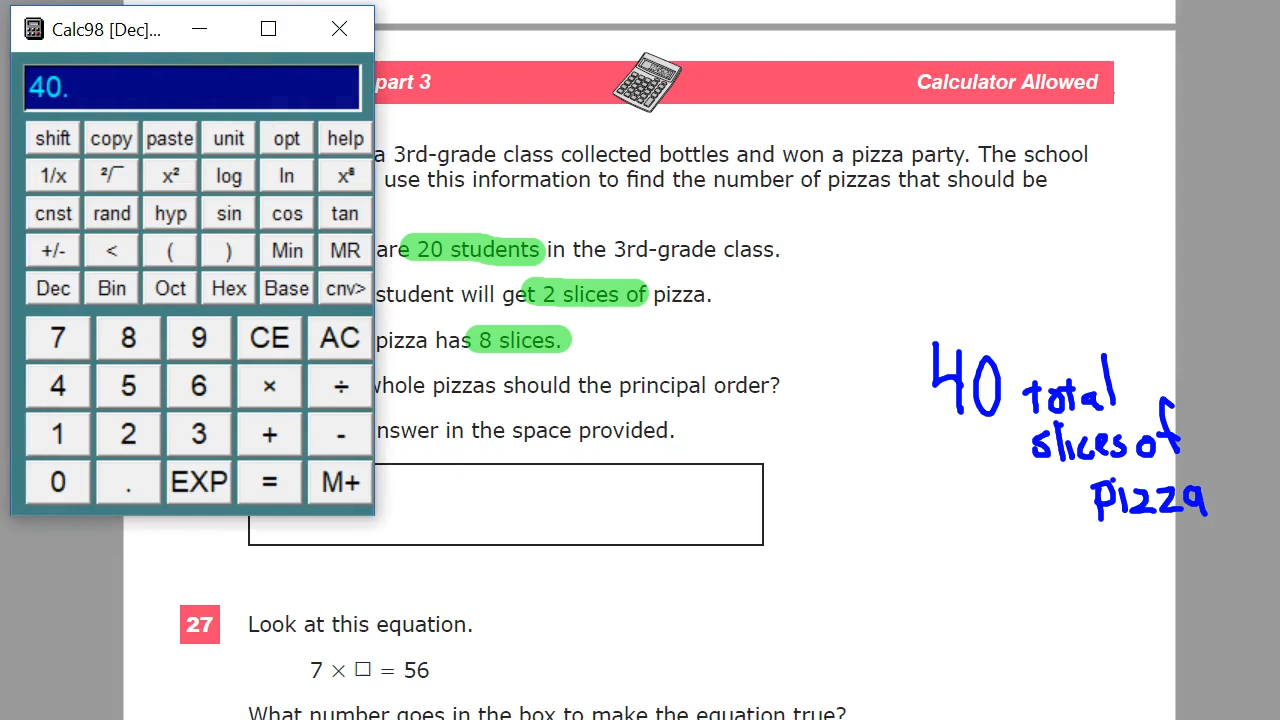 Calc98 [Dec]...
40.
shift copy paste unit opt help
1/x ²√‾ x² log ln xª
cnst rand hyp sin cos tan
+/- < ( ) Min MR
Dec Bin Oct Hex Base cnv>
7 8 9 CE AC
4 5 6 × ÷
1 2 3 + -
0 . EXP = M+
part 3
Calculator Allowed
a 3rd-grade class collected bottles and won a pizza party. The school
use this information to find the number of pizzas that should be
are 20 students in the 3rd-grade class.
student will get 2 slices of pizza.
pizza has 8 slices.
whole pizzas should the principal order?
nswer in the space provided.
40 total
slices of
pizza
27 Look at this equation.
7 × □ = 56
What number goes in the box to make the equation true?